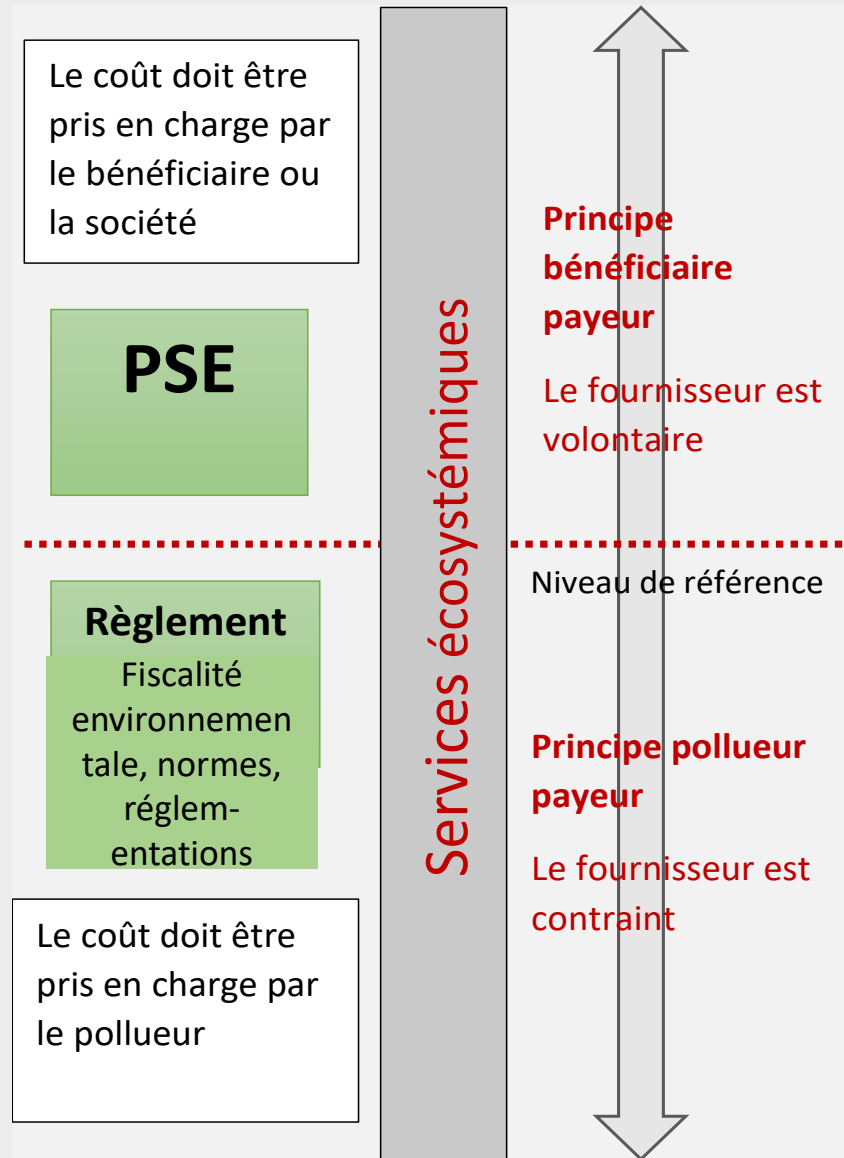 Le coût doit être
pris en charge par
le bénéficiaire ou
la société
PSE
Règlement
Fiscalité
environnemen
tale, normes,
réglem-
entations
Le coût doit être
pris en charge par
le pollueur
Services écosystémiques
Principe
bénéficiaire
payeur
Le fournisseur est
volontaire
Niveau de référence
Principe pollueur
payeur
Le fournisseur est
contraint